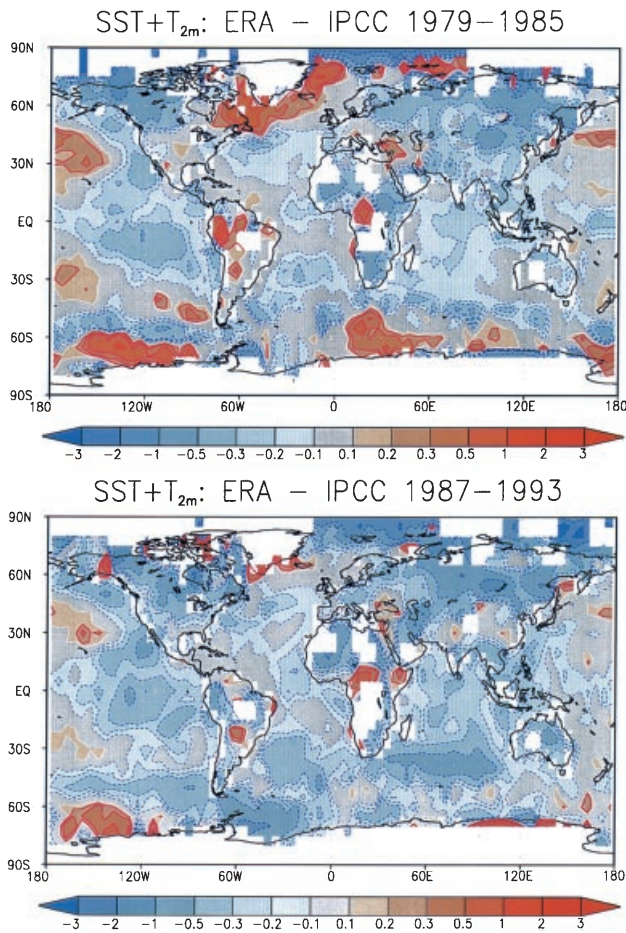 SST+T2m: ERA – IPCC 1979–1985
90N
60N
30N
EQ
30S
60S
90S
180 120W 60W 0 60E 120E 180
-3 -2 -1 -0.5 -0.3 -0.2 -0.1 0.1 0.2 0.3 0.5 1 2 3
SST+T2m: ERA – IPCC 1987–1993
90N
60N
30N
EQ
30S
60S
90S
180 120W 60W 0 60E 120E 180
-3 -2 -1 -0.5 -0.3 -0.2 -0.1 0.1 0.2 0.3 0.5 1 2 3